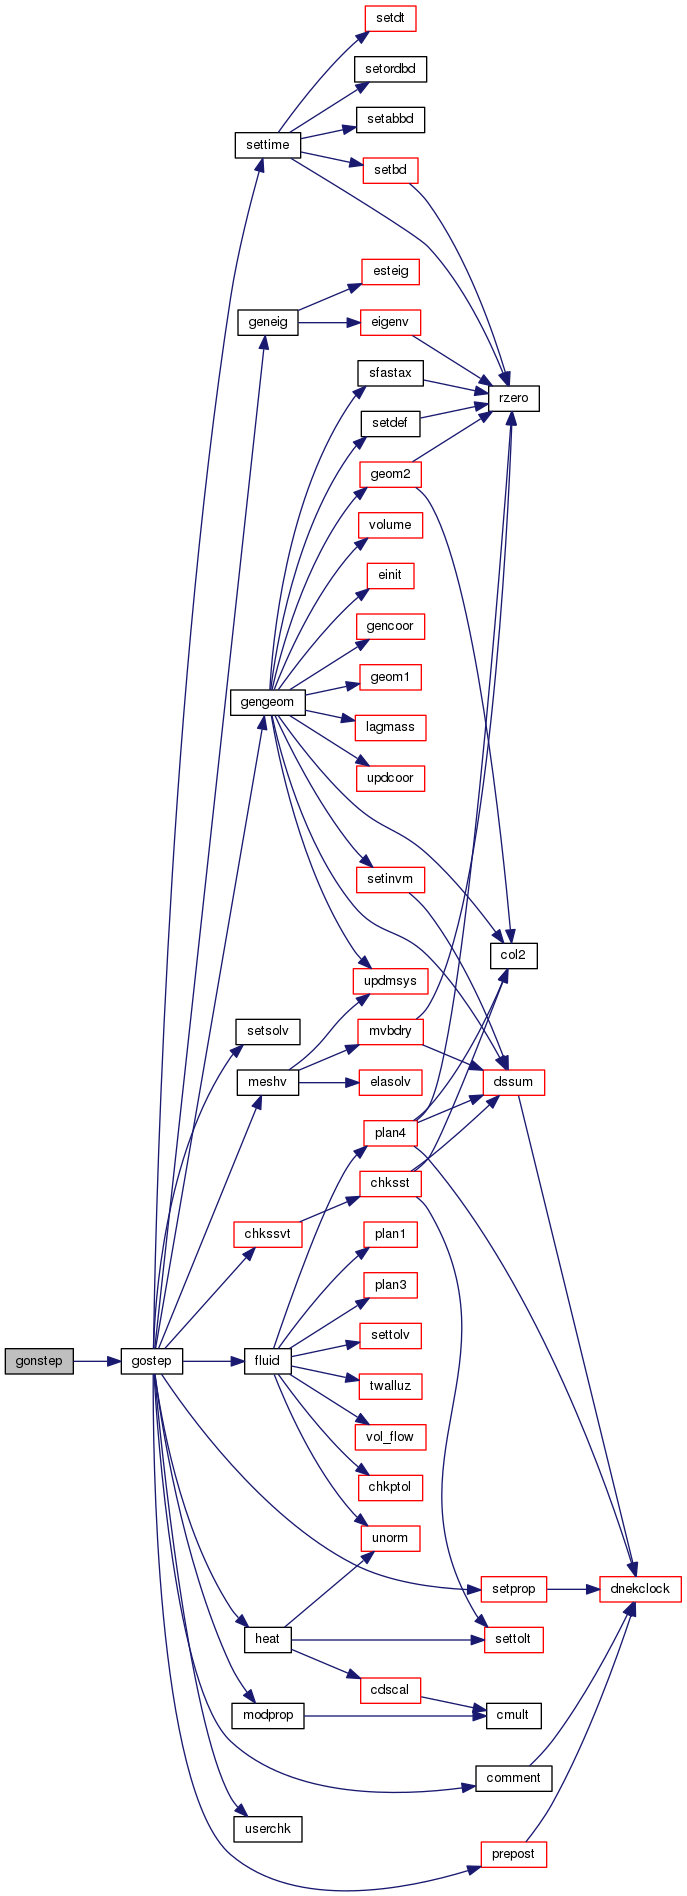 setdt
setordbd
setabbd
settime
setbd
esteig
geneig
eigenv
sfastax
rzero
setdef
geom2
volume
einit
gencoor
geom1
gengeom
lagmass
updcoor
setinvm
col2
updmsys
setsolv
mvbdry
meshv
elasolv
dssum
plan4
chksst
chkssvt
plan1
plan3
settolv
gonstep
gostep
fluid
twalluz
vol_flow
chkptol
unorm
setprop
dnekclock
heat
settolt
cdscal
modprop
cmult
comment
userchk
prepost